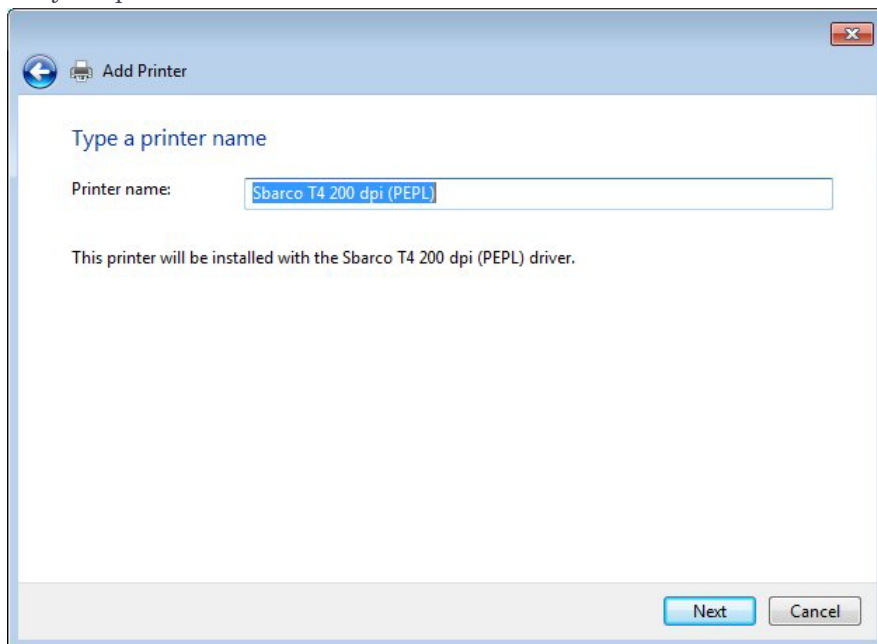 Add Printer
Type a printer name
Printer name:
Sbarco T4 200 dpi (PEPL)
This printer will be installed with the Sbarco T4 200 dpi (PEPL) driver.
Next
Cancel